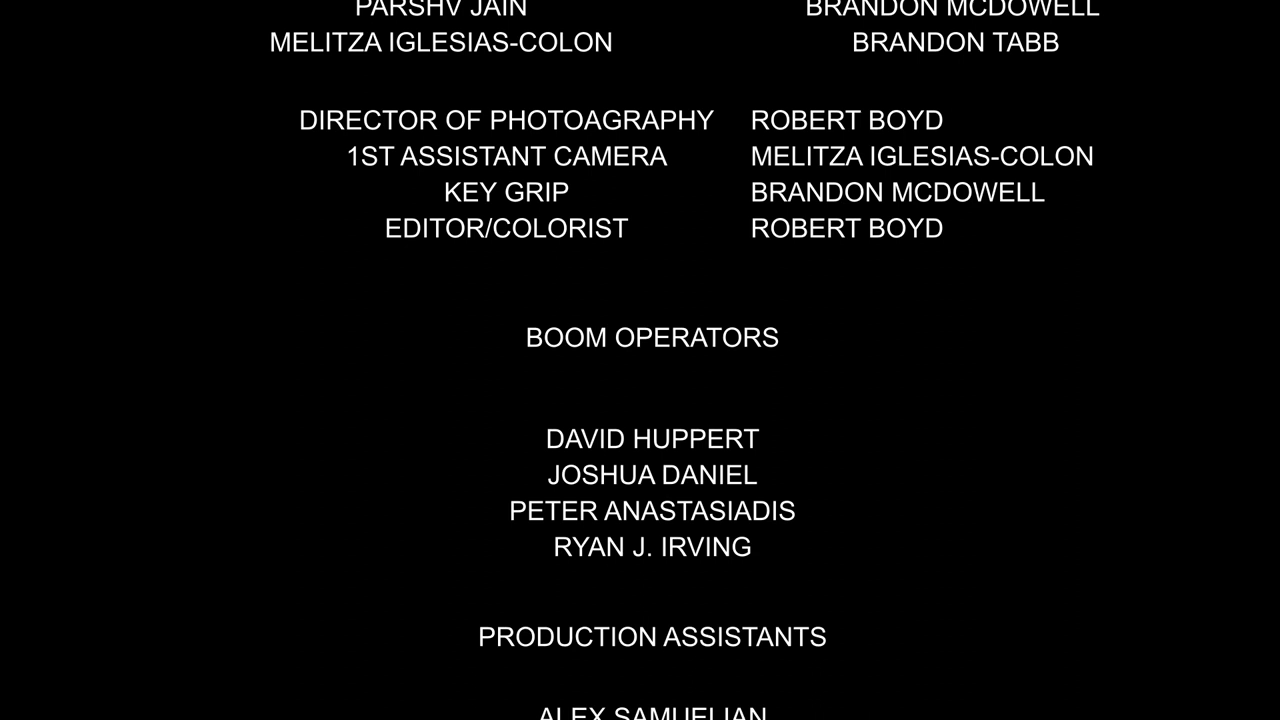 PARSHV JAIN BRANDON MCDOWELL
MELITZA IGLESIAS-COLON BRANDON TABB
DIRECTOR OF PHOTOAGRAPHY ROBERT BOYD
1ST ASSISTANT CAMERA MELITZA IGLESIAS-COLON
KEY GRIP BRANDON MCDOWELL
EDITOR/COLORIST ROBERT BOYD
BOOM OPERATORS
DAVID HUPPERT
JOSHUA DANIEL
PETER ANASTASIADIS
RYAN J. IRVING
PRODUCTION ASSISTANTS
ALEX SAMUELIAN